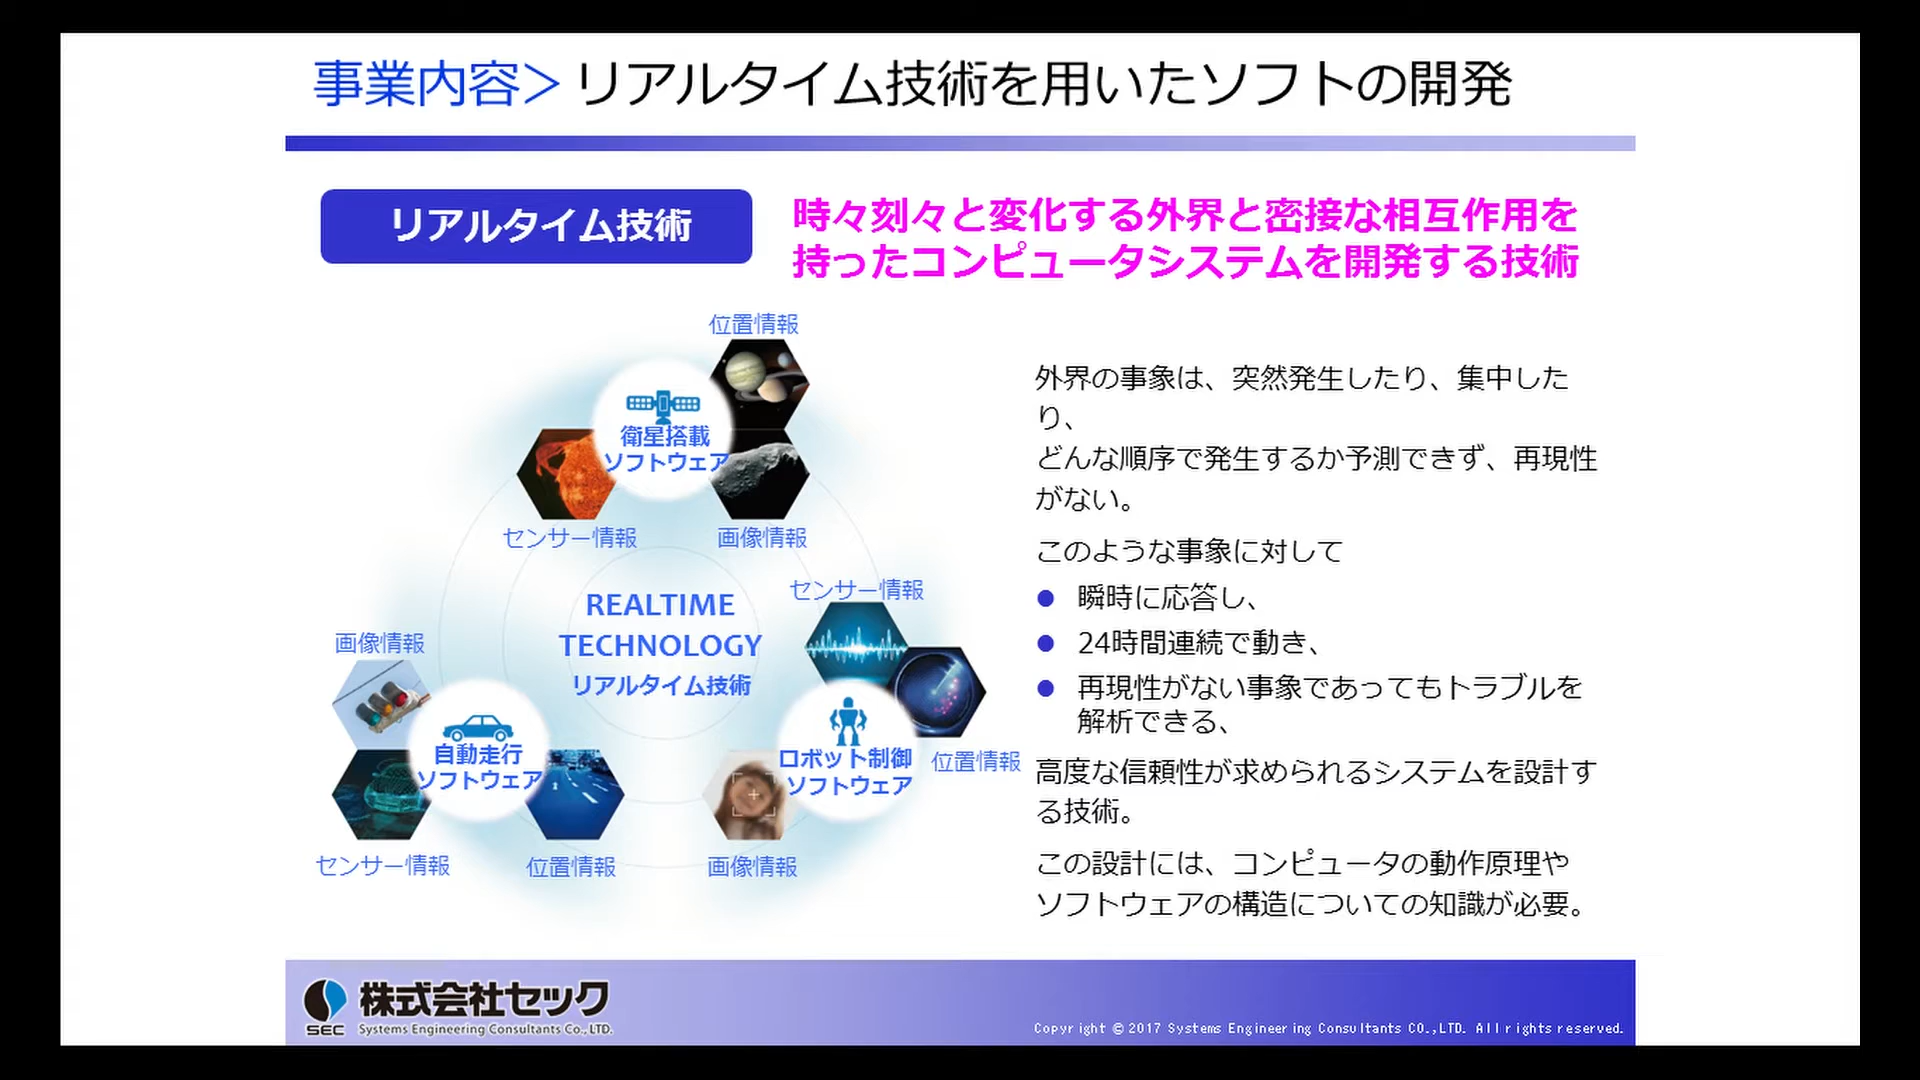 事業内容＞リアルタイム技術を用いたソフトの開発
リアルタイム技術
時々刻々と変化する外界と密接な相互作用を
持ったコンピュータシステムを開発する技術
位置情報
衛星搭載
ソフトウェア
センサー情報
画像情報
REALTIME
TECHNOLOGY
リアルタイム技術
センサー情報
ロボット制御
ソフトウェア
位置情報
画像情報
画像情報
自動走行
ソフトウェア
センサー情報
位置情報
外界の事象は、突然発生したり、集中した
り、
どんな順序で発生するか予測できず、再現性
がない。
このような事象に対して
● 瞬時に応答し、
● 24時間連続で動き、
● 再現性がない事象であってもトラブルを
解析できる、
高度な信頼性が求められるシステムを設計す
る技術。
この設計には、コンピュータの動作原理や
ソフトウェアの構造についての知識が必要。
SEC
株式会社セック
Systems Engineering Consultants Co.,LTD.
Copyright © 2017 Systems Engineering Consultants CO.,LTD. All rights reserved.